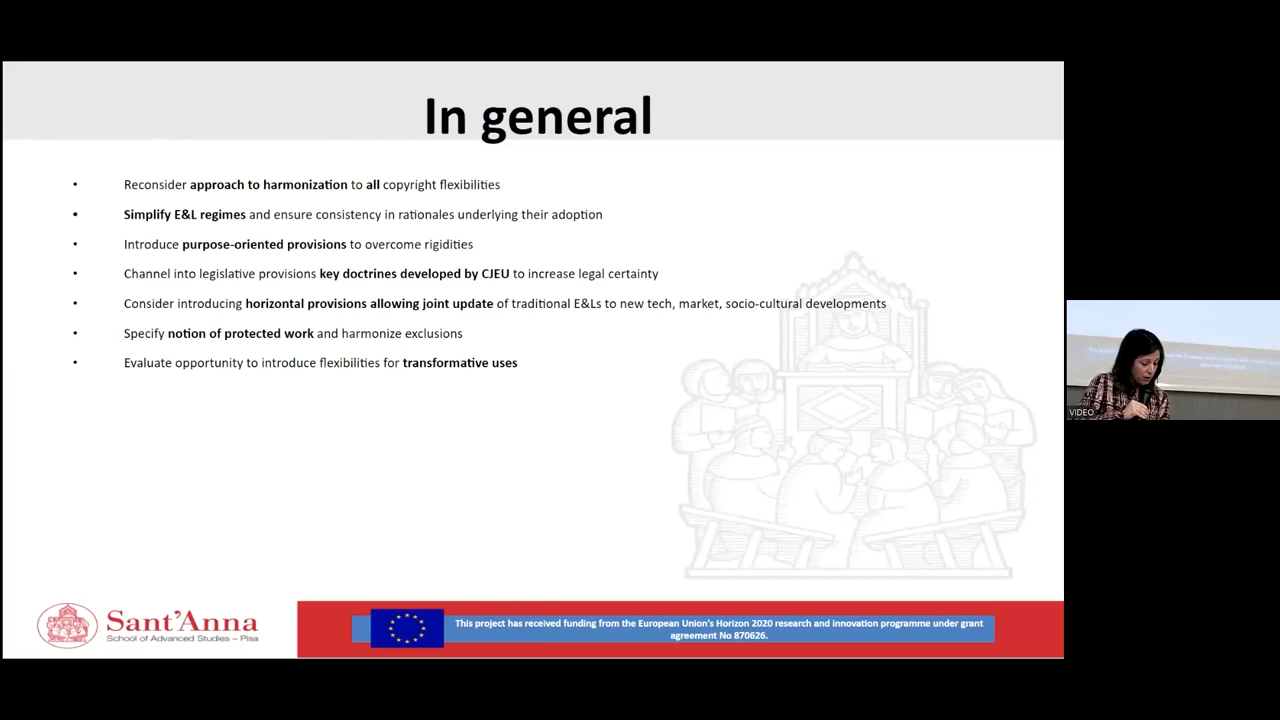 In general
• Reconsider approach to harmonization to all copyright flexibilities
• Simplify E&L regimes and ensure consistency in rationales underlying their adoption
• Introduce purpose-oriented provisions to overcome rigidities
• Channel into legislative provisions key doctrines developed by CJEU to increase legal certainty
• Consider introducing horizontal provisions allowing joint update of traditional E&Ls to new tech, market, socio-cultural developments
• Specify notion of protected work and harmonize exclusions
• Evaluate opportunity to introduce flexibilities for transformative uses
VIDEO
Sant'Anna
School of Advanced Studies – Pisa
This project has received funding from the European Union's Horizon 2020 research and innovation programme under grant
agreement No 870626.